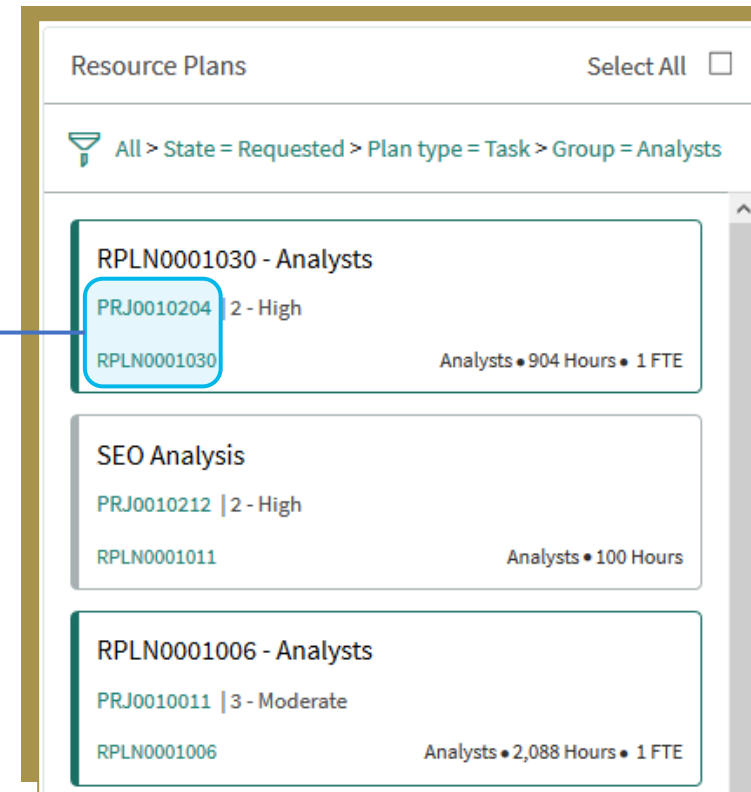 Resource Plans Select All
All > State = Requested > Plan type = Task > Group = Analysts
RPLN0001030 - Analysts
PRJ0010204 | 2 - High
RPLN0001030 Analysts • 904 Hours • 1 FTE
SEO Analysis
PRJ0010212 | 2 - High
RPLN0001011 Analysts • 100 Hours
RPLN0001006 - Analysts
PRJ0010011 | 3 - Moderate
RPLN0001006 Analysts • 2,088 Hours • 1 FTE